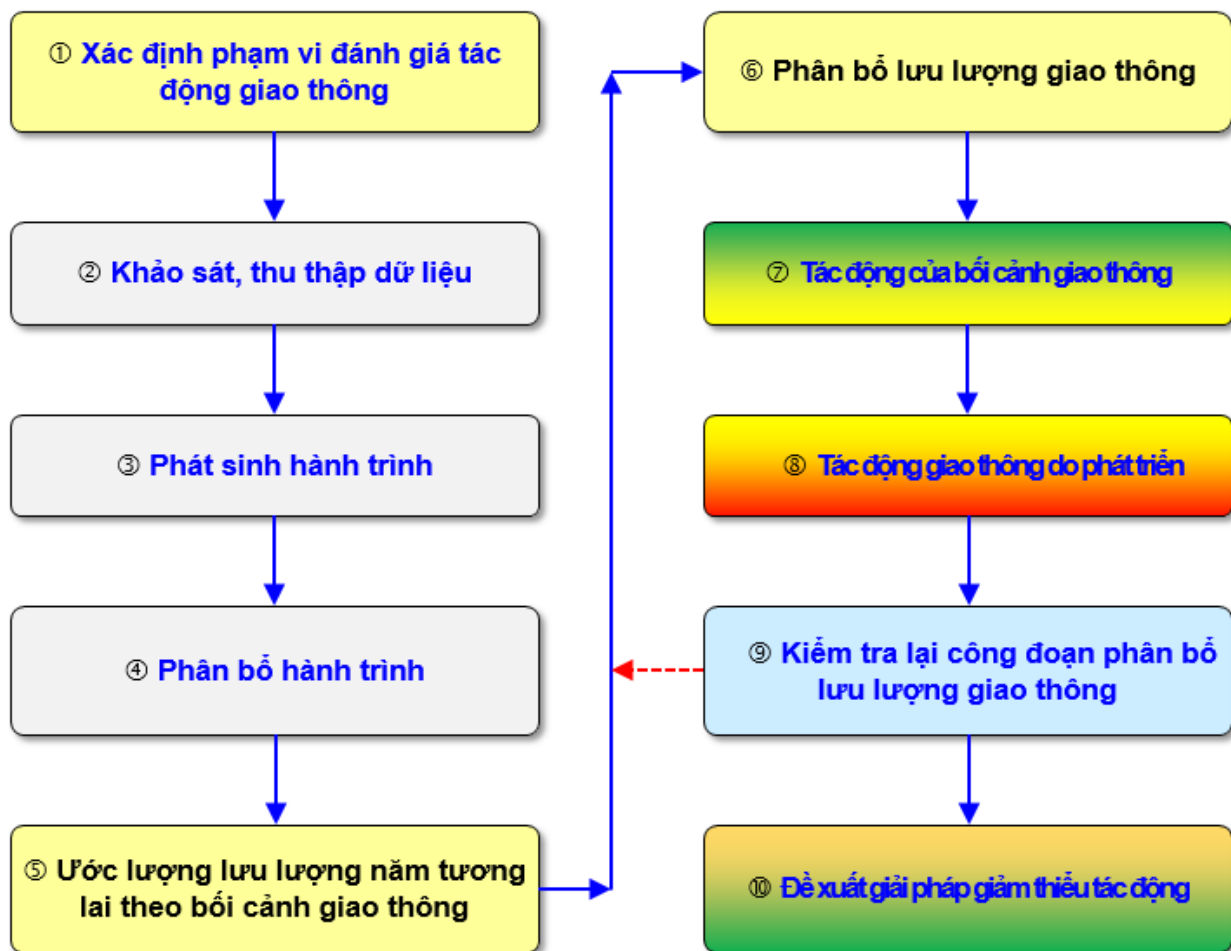 ① Xác định phạm vi đánh giá tác
động giao thông
② Khảo sát, thu thập dữ liệu
③ Phát sinh hành trình
④ Phân bổ hành trình
⑤ Ước lượng lưu lượng năm tương
lai theo bối cảnh giao thông
⑥ Phân bổ lưu lượng giao thông
⑦ Tác động của bối cảnh giao thông
⑧ Tác động giao thông do phát triển
⑨ Kiểm tra lại công đoạn phân bổ
lưu lượng giao thông
⑩ Đề xuất giải pháp giảm thiểu tác động